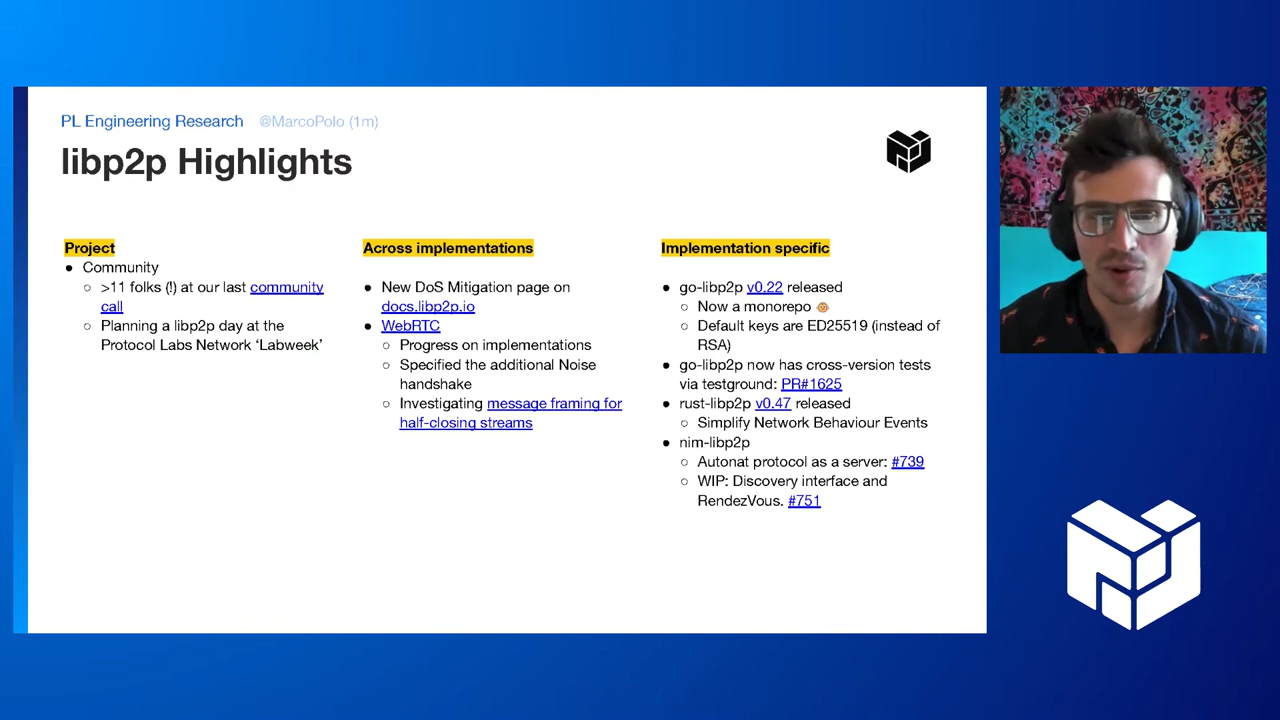 PL Engineering Research @MarcoPolo (1m)
libp2p Highlights
Project
● Community
○ >11 folks (!) at our last community
call
○ Planning a libp2p day at the
Protocol Labs Network ‘Labweek’
Across implementations
● New DoS Mitigation page on
docs.libp2p.io
● WebRTC
○ Progress on implementations
○ Specified the additional Noise
handshake
○ Investigating message framing for
half-closing streams
Implementation specific
● go-libp2p v0.22 released
○ Now a monorepo 🐵
○ Default keys are ED25519 (instead of
RSA)
● go-libp2p now has cross-version tests
via testground: PR#1625
● rust-libp2p v0.47 released
○ Simplify Network Behaviour Events
● nim-libp2p
○ Autonat protocol as a server: #739
○ WIP: Discovery interface and
RendezVous. #751